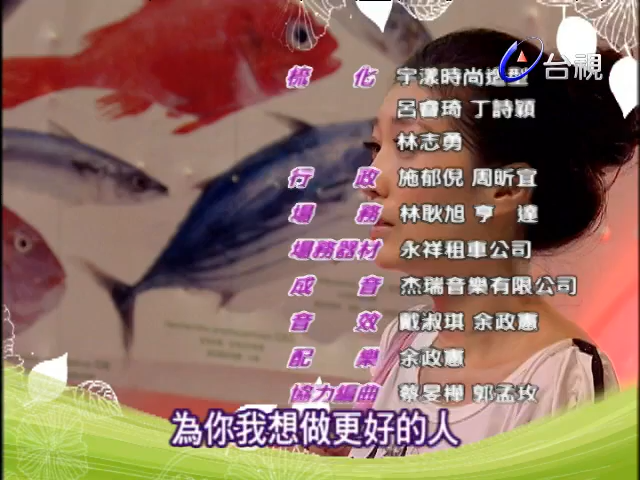 台視
梳化 宇漾時尚造型
呂睿琦 丁詩穎
林志勇
行政 施郁倪 周昕宜
場務 林耿旭 亨達
場務器材 永祥租車公司
成音 杰瑞音樂有限公司
音效 戴淑琪 余政憲
配樂 余政憲
協力編曲 蔡旻樺 郭孟玫
為你我想做更好的人